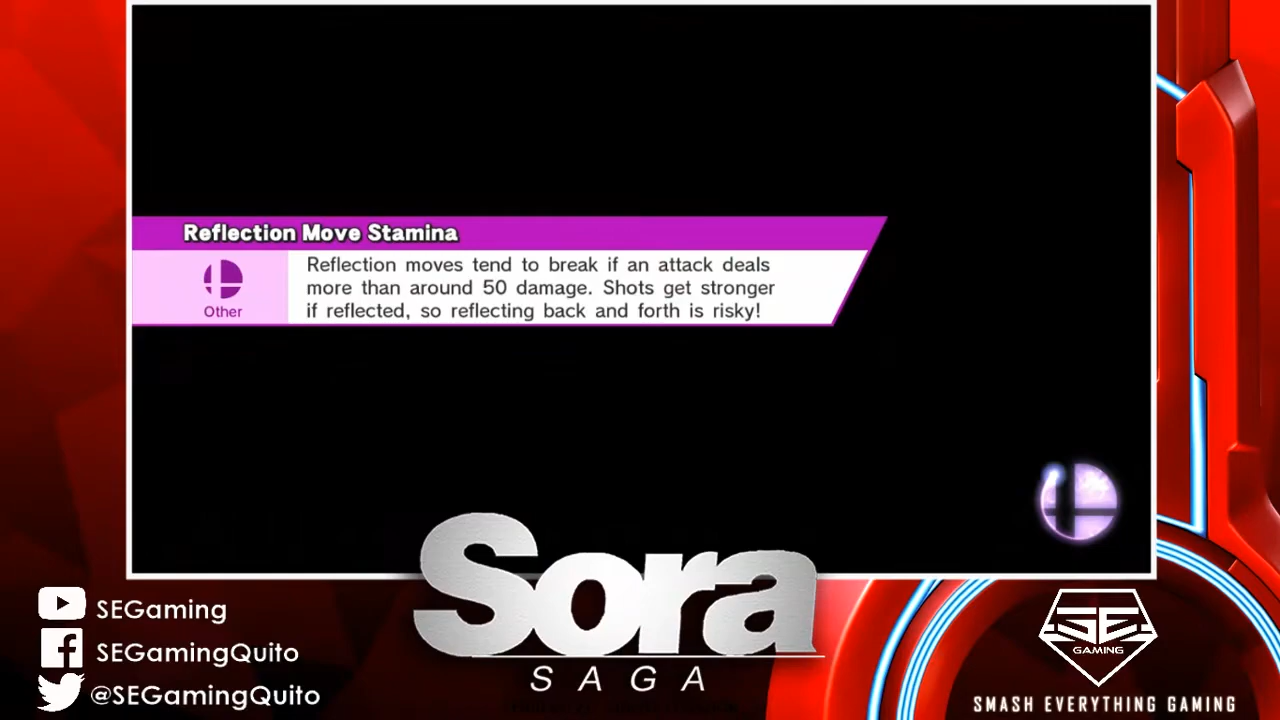 Reflection Move Stamina
Other
Reflection moves tend to break if an attack deals
more than around 50 damage. Shots get stronger
if reflected, so reflecting back and forth is risky!
Sora
SAGA
SEGaming
SEGamingQuito
@SEGamingQuito
SE
GAMING
SMASH EVERYTHING GAMING